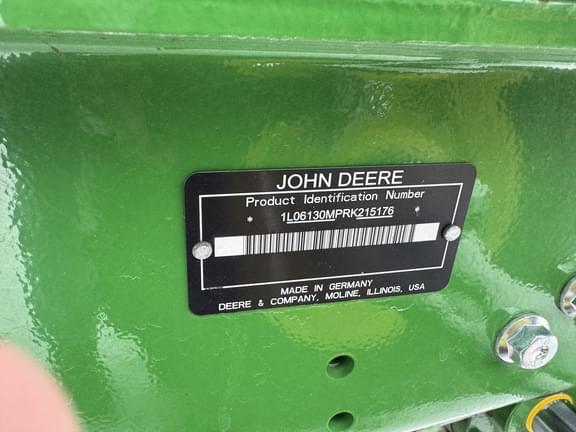 JOHN DEERE
Product Identification Number
* 1L06130MPRK215176 *
MADE IN GERMANY
DEERE & COMPANY, MOLINE, ILLINOIS, USA